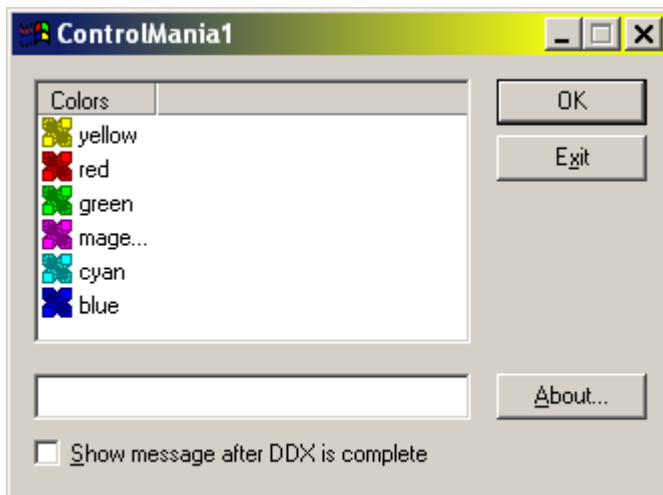 ControlMania1
Colors
yellow
red
green
mage...
cyan
blue
OK
Exit
About...
Show message after DDX is complete